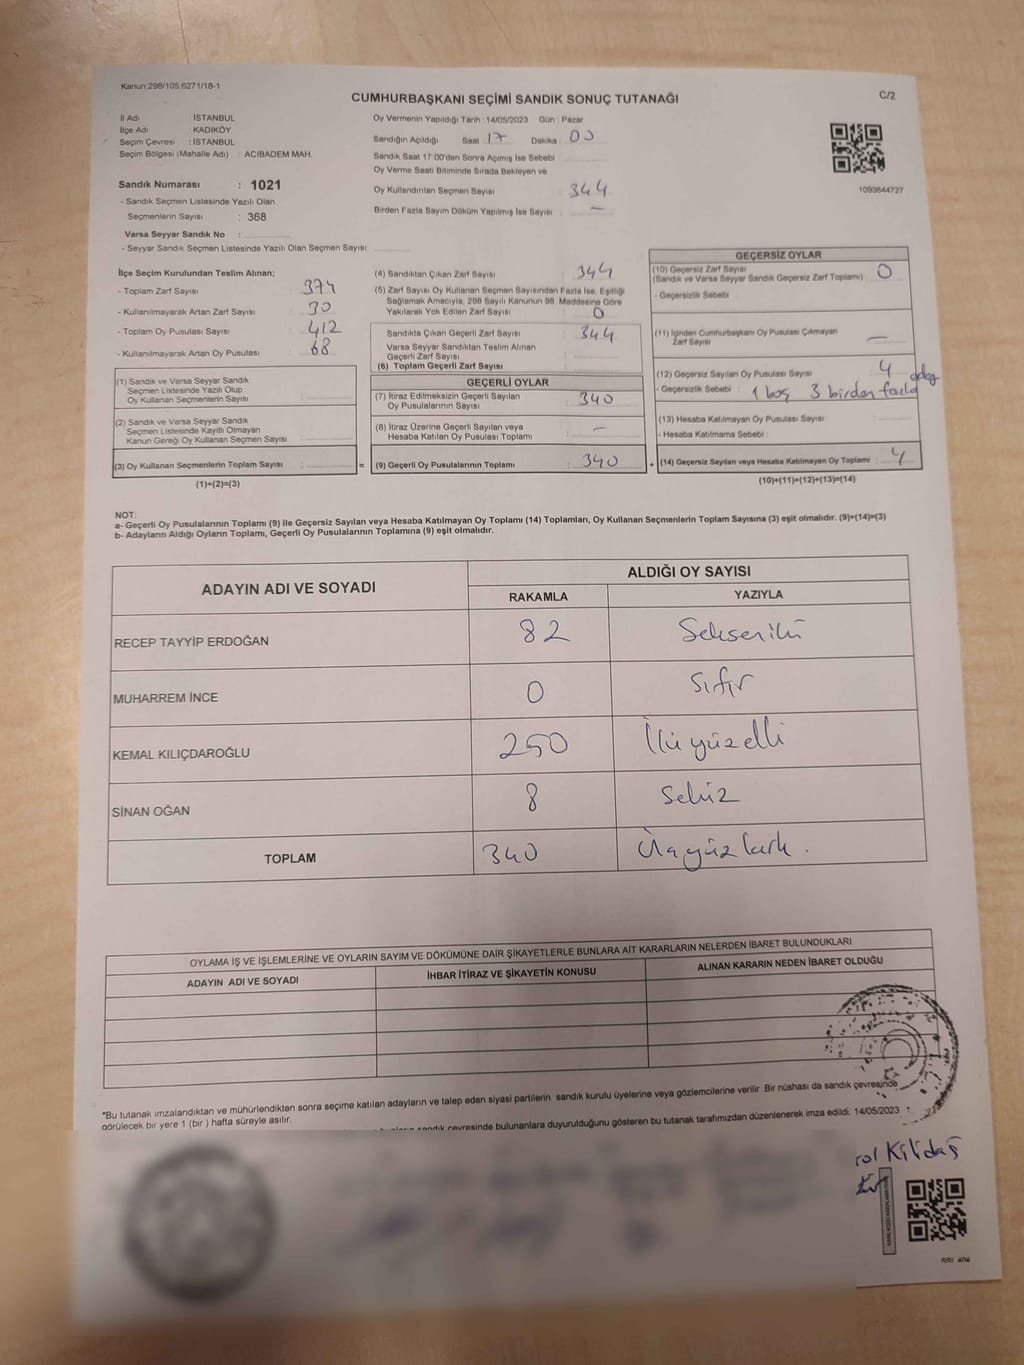 Kanun:298/105:6271/18-1
CUMHURBAŞKANI SEÇİMİ SANDIK SONUÇ TUTANAĞI
C/2
İl Adı : İSTANBUL
İlçe Adı : KADIKÖY
Seçim Çevresi : İSTANBUL
Seçim Bölgesi (Mahalle Adı) : ACIBADEM MAH.
Oy Vermenin Yapıldığı Tarih :14/05/2023 Gün : Pazar
Sandığın Açıldığı Saat 17 Dakika 00
Sandık Saat 17:00'den Sonra Açmış İse Sebebi
Oy Verme Saati Bitiminde Sırada Bekleyen ve
Oy Kullandırılan Seçmen Sayısı 344
Birden Fazla Sayım Döküm Yapılmış İse Sayısı –
1093644727
Sandık Numarası : 1021
- Sandık Seçmen Listesinde Yazılı Olan
Seçmenlerin Sayısı : 368
Varsa Seyyar Sandık No :
- Seyyar Sandık Seçmen Listesinde Yazılı Olan Seçmen Sayısı:
İlçe Seçim Kurulundan Teslim Alınan;
- Toplam Zarf Sayısı : 374
- Kullanılmayarak Artan Zarf Sayısı : 30
- Toplam Oy Pusulası Sayısı : 412
- Kullanılmayarak Artan Oy Pusulası : 68
(1) Sandık ve Varsa Seyyar Sandık
Seçmen Listesinde Yazılı Olup
Oy Kullanan Seçmenlerin Sayısı :
(2) Sandık ve Varsa Seyyar Sandık
Seçmen Listesinde Kayıtlı Olmayan
Kanun Gereği Oy Kullanan Seçmen Sayısı :
(3) Oy Kullanan Seçmenlerin Toplam Sayısı :
(1)+(2)=(3)
(4) Sandıktan Çıkan Zarf Sayısı : 344
(5) Zarf Sayısı Oy Kullanan Seçmen Sayısından Fazla İse, Eşitliği
Sağlamak Amacıyla, 298 Sayılı Kanunun 98. Maddesine Göre
Yakılarak Yok Edilen Zarf Sayısı : 0
Sandıkta Çıkan Geçerli Zarf Sayısı : 344
Varsa Seyyar Sandıktan Teslim Alınan
Geçerli Zarf Sayısı :
(6) Toplam Geçerli Zarf Sayısı :
GEÇERLİ OYLAR
(7) İtiraz Edilmeksizin Geçerli Sayılan
Oy Pusulalarının Sayısı : 340
(8) İtiraz Üzerine Geçerli Sayılan veya
Hesaba Katılan Oy Pusulası Toplamı : –
= (9) Geçerli Oy Pusulalarının Toplamı : 340
GEÇERSİZ OYLAR
(10) Geçersiz Zarf Sayısı
(Sandık ve Varsa Seyyar Sandık Geçersiz Zarf Toplamı) : 0
- Geçersizlik Sebebi
(11) İçinden Cumhurbaşkanı Oy Pusulası Çıkmayan
Zarf Sayısı –
(12) Geçersiz Sayılan Oy Pusulası Sayısı 4
- Geçersizlik Sebebi : 1 boş 3 birden fazla aday
(13) Hesaba Katılmayan Oy Pusulası Sayısı :
- Hesaba Katılmama Sebebi :
+ (14) Geçersiz Sayılan veya Hesaba Katılmayan Oy Toplamı : 4
(10)+(11)+(12)+(13)=(14)
NOT:
a- Geçerli Oy Pusulalarının Toplamı (9) ile Geçersiz Sayılan veya Hesaba Katılmayan Oy Toplamı (14) Toplamları, Oy Kullanan Seçmenlerin Toplam Sayısına (3) eşit olmalıdır. (9)+(14)=(3)
b- Adayların Aldığı Oyların Toplamı, Geçerli Oy Pusulalarının Toplamına (9) eşit olmalıdır.
ADAYIN ADI VE SOYADI
ALDIĞI OY SAYISI
RAKAMLA YAZIYLA
RECEP TAYYİP ERDOĞAN 82 Sekseniki
MUHARREM İNCE 0 Sıfır
KEMAL KILIÇDAROĞLU 250 İkiyüzelli
SİNAN OĞAN 8 Sekiz
TOPLAM 340 Üçyüzkırk.
OYLAMA İŞ VE İŞLEMLERİNE VE OYLARIN SAYIM VE DÖKÜMÜNE DAİR ŞİKAYETLERLE BUNLARA AİT KARARLARIN NELERDEN İBARET BULUNDUKLARI
ADAYIN ADI VE SOYADI İHBAR İTİRAZ VE ŞİKAYETİN KONUSU ALINAN KARARIN NEDEN İBARET OLDUĞU
*Bu tutanak imzalandıktan ve mühürlendikten sonra seçime katılan adayların ve talep eden siyasi partilerin sandık kurulu üyelerine veya gözlemcilerine verilir .Bir nüshası da sandık çevresinde
görülecek bir yere 1 (bir ) hafta süreyle asılır.
sandık çevresinde bulunanlara duyurulduğunu gösteren bu tutanak tarafımızdan düzenlenerek imza edildi. 14/05/2023
rol Kilidaş